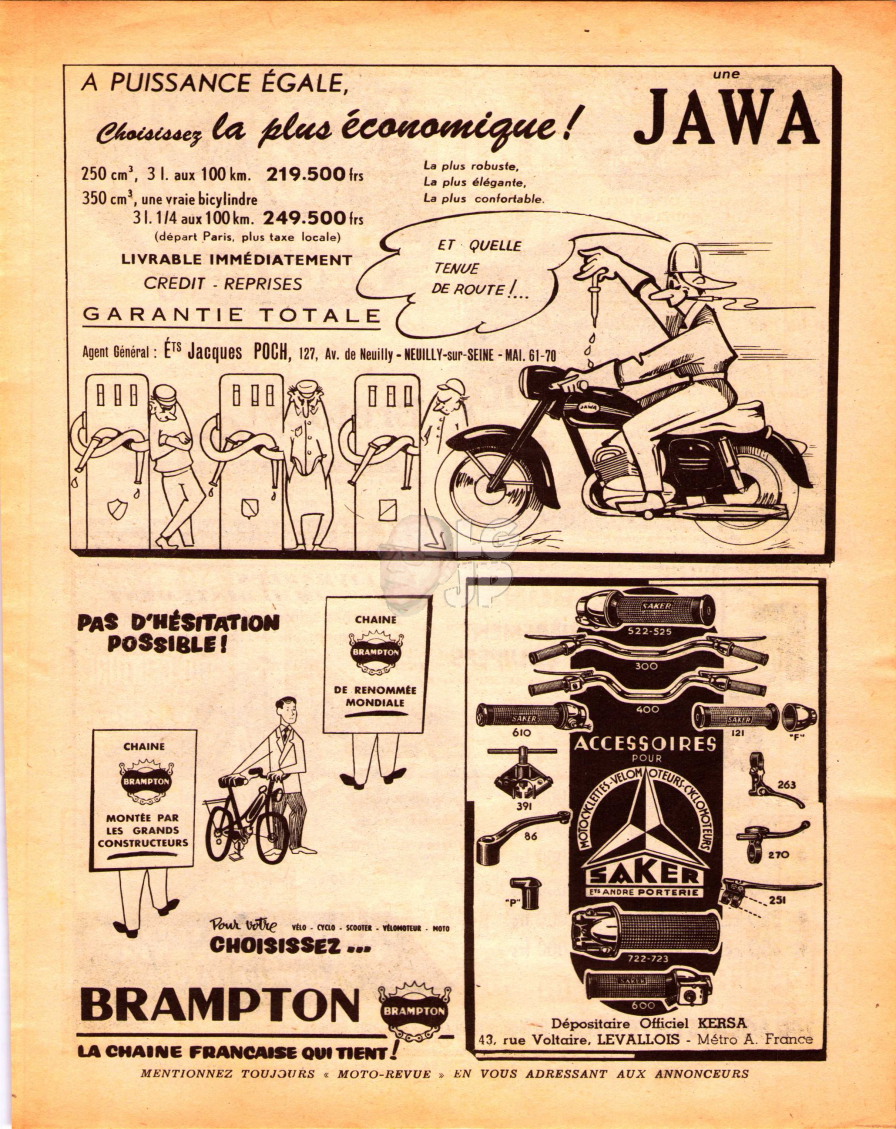 A PUISSANCE ÉGALE,
Choisissez la plus économique !
une
JAWA
250 cm³, 3 l. aux 100 km. 219.500 frs
350 cm³, une vraie bicylindre
3 l. 1/4 aux 100 km. 249.500 frs
(départ Paris, plus taxe locale)
LIVRABLE IMMÉDIATEMENT
CREDIT - REPRISES
GARANTIE TOTALE
La plus robuste,
La plus élégante,
La plus confortable.
ET QUELLE
TENUE
DE ROUTE !...
Agent Général : Éts Jacques POCH, 127, Av. de Neuilly - NEUILLY-sur-SEINE - MAI. 61-70
JAWA
LG
JP
PAS D'HÉSITATION
POSSIBLE !
CHAINE
BRAMPTON
DE RENOMMÉE
MONDIALE
CHAINE
BRAMPTON
MONTÉE PAR
LES GRANDS
CONSTRUCTEURS
Pour votre VÉLO - CYCLO - SCOOTER - VÉLOMOTEUR - MOTO
CHOISISSEZ ...
BRAMPTON
BRAMPTON
LA CHAINE FRANCAISE QUI TIENT !
SAKER
522-525
300
400
SAKER
610
SAKER
121
"F"
ACCESSOIRES
POUR
MOTOCYCLETTES-VELOMOTEURS-CYCLOMOTEURS
391
263
86
270
SAKER
ETS ANDRE PORTERIE
"P"
251
722-723
SAKER
600
Dépositaire Officiel KERSA
43, rue Voltaire, LEVALLOIS - Métro A. France
MENTIONNEZ TOUJOURS « MOTO-REVUE » EN VOUS ADRESSANT AUX ANNONCEURS